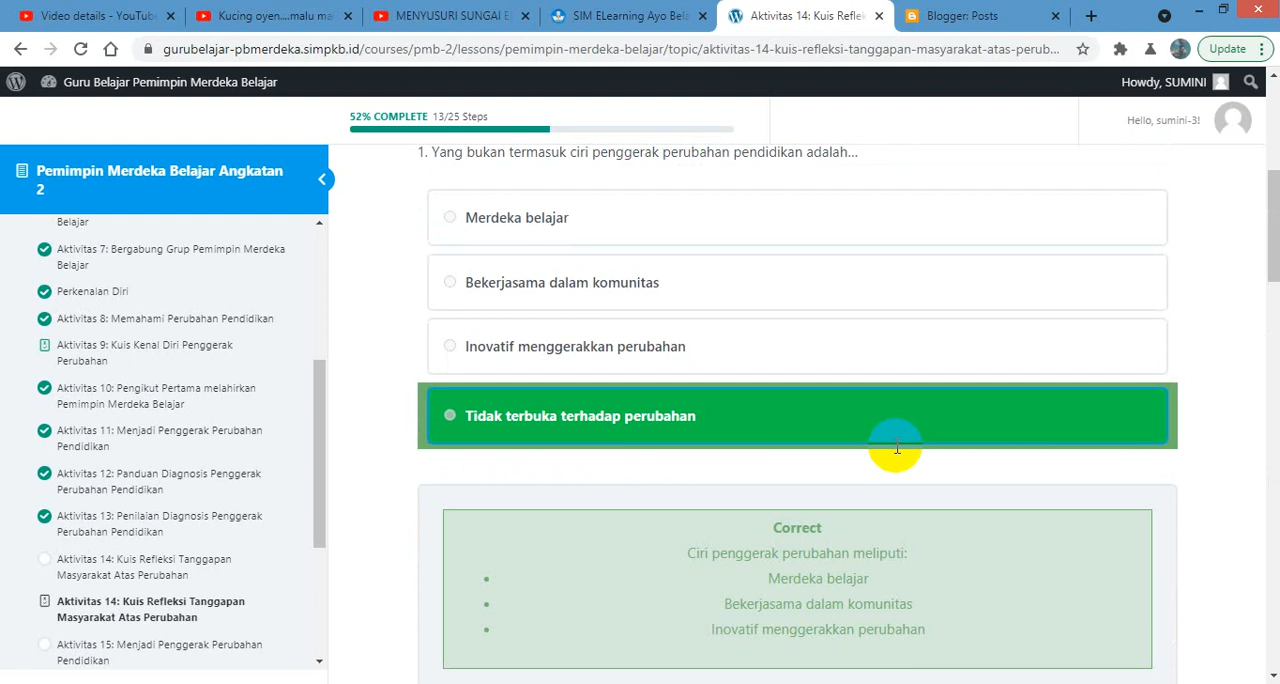 Video details - YouTub
Kucing oyen....malu ma
MENYUSURI SUNGAI E
SIM ELearning Ayo Bela
Aktivitas 14: Kuis Reflek
Blogger: Posts
gurubelajar-pbmerdeka.simpkb.id/courses/pmb-2/lessons/pemimpin-merdeka-belajar/topic/aktivitas-14-kuis-refleksi-tanggapan-masyarakat-atas-perub...
Update
Guru Belajar Pemimpin Merdeka Belajar
Howdy, SUMINI
52% COMPLETE 13/25 Steps
Hello, sumini-3!
Pemimpin Merdeka Belajar Angkatan
2
Belajar
Aktivitas 7: Bergabung Grup Pemimpin Merdeka
Belajar
Perkenalan Diri
Aktivitas 8: Memahami Perubahan Pendidikan
Aktivitas 9: Kuis Kenal Diri Penggerak
Perubahan
Aktivitas 10: Pengikut Pertama melahirkan
Pemimpin Merdeka Belajar
Aktivitas 11: Menjadi Penggerak Perubahan
Pendidikan
Aktivitas 12: Panduan Diagnosis Penggerak
Perubahan Pendidikan
Aktivitas 13: Penilaian Diagnosis Penggerak
Perubahan Pendidikan
Aktivitas 14: Kuis Refleksi Tanggapan
Masyarakat Atas Perubahan
Aktivitas 14: Kuis Refleksi Tanggapan
Masyarakat Atas Perubahan
Aktivitas 15: Menjadi Penggerak Perubahan
Pendidikan
1. Yang bukan termasuk ciri penggerak perubahan pendidikan adalah...
Merdeka belajar
Bekerjasama dalam komunitas
Inovatif menggerakkan perubahan
Tidak terbuka terhadap perubahan
Correct
Ciri penggerak perubahan meliputi:
Merdeka belajar
Bekerjasama dalam komunitas
Inovatif menggerakkan perubahan